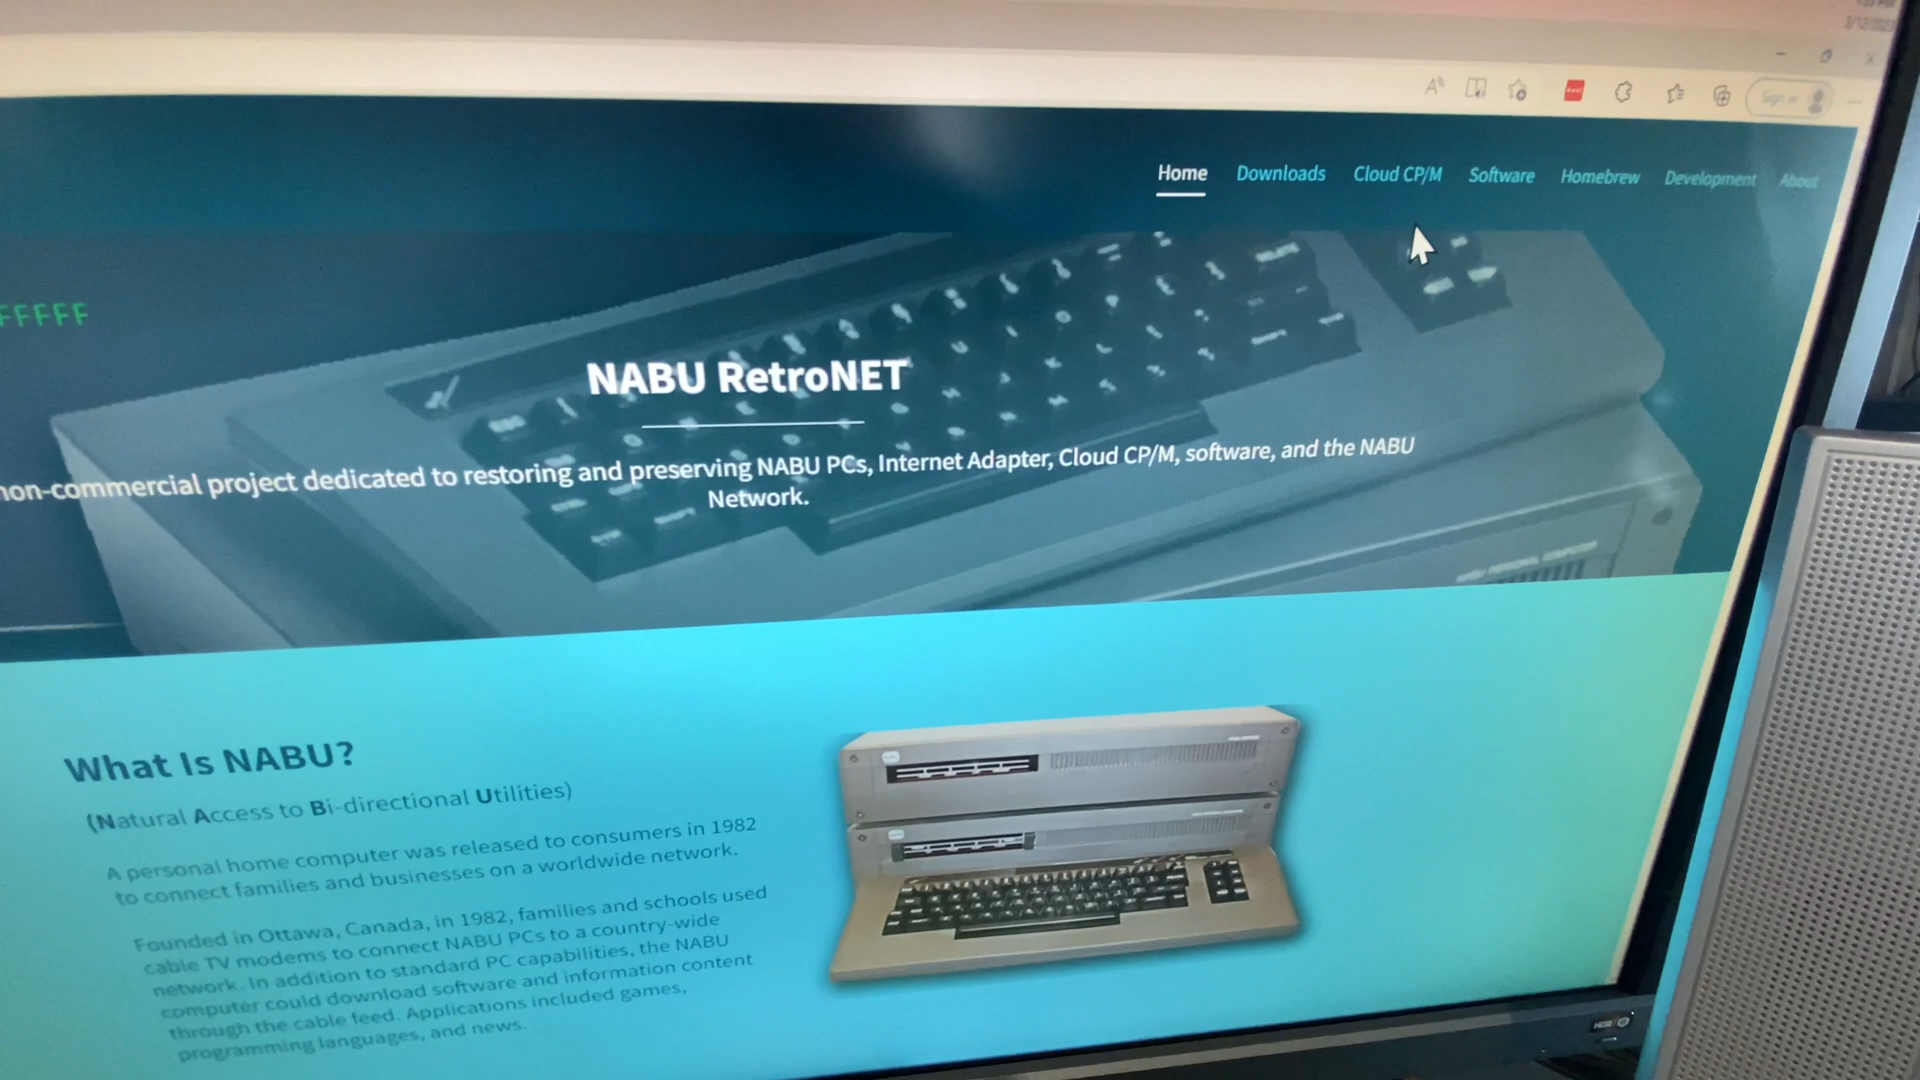 Sign in
Home Downloads Cloud CP/M Software Homebrew Development About
FFFFF
NABU RetroNET
non-commercial project dedicated to restoring and preserving NABU PCs, Internet Adapter, Cloud CP/M, software, and the NABU
Network.
What Is NABU?
(Natural Access to Bi-directional Utilities)
A personal home computer was released to consumers in 1982
to connect families and businesses on a worldwide network.
Founded in Ottawa, Canada, in 1982, families and schools used
cable TV modems to connect NABU PCs to a country-wide
network. In addition to standard PC capabilities, the NABU
computer could download software and information content
through the cable feed. Applications included games,
programming languages, and news.